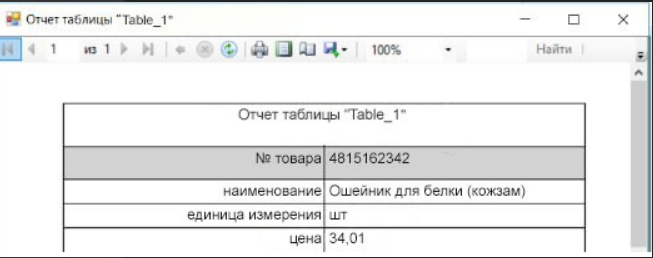 Отчет таблицы "Table_1"
1 из 1 100% Найти
Отчет таблицы "Table_1"
№ товара 4815162342
наименование Ошейник для белки (кожзам)
единица измерения шт
цена 34,01